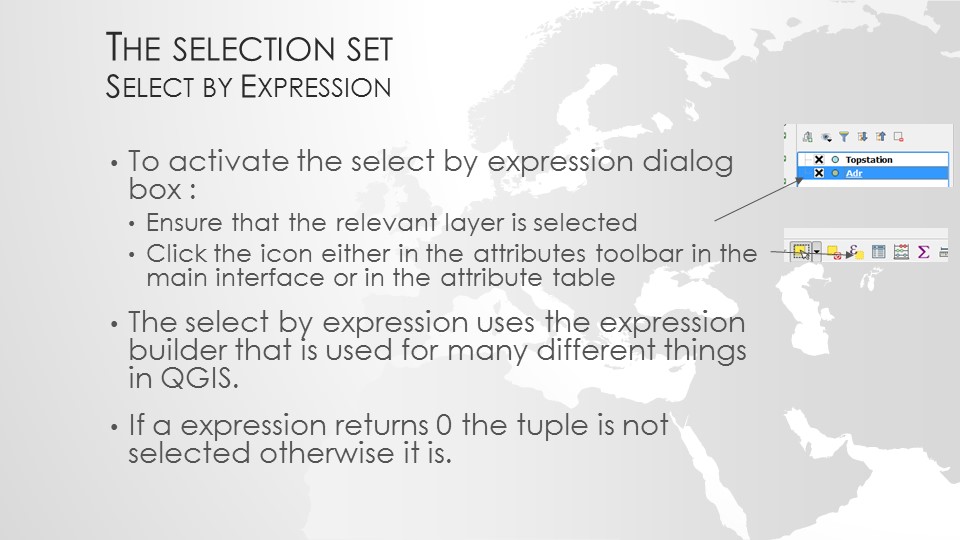 The selection set
Select by Expression
• To activate the select by expression dialog
box :
• Ensure that the relevant layer is selected
• Click the icon either in the attributes toolbar in the
main interface or in the attribute table
• The select by expression uses the expression
builder that is used for many different things
in QGIS.
• If a expression returns 0 the tuple is not
selected otherwise it is.
Topstation
Adr